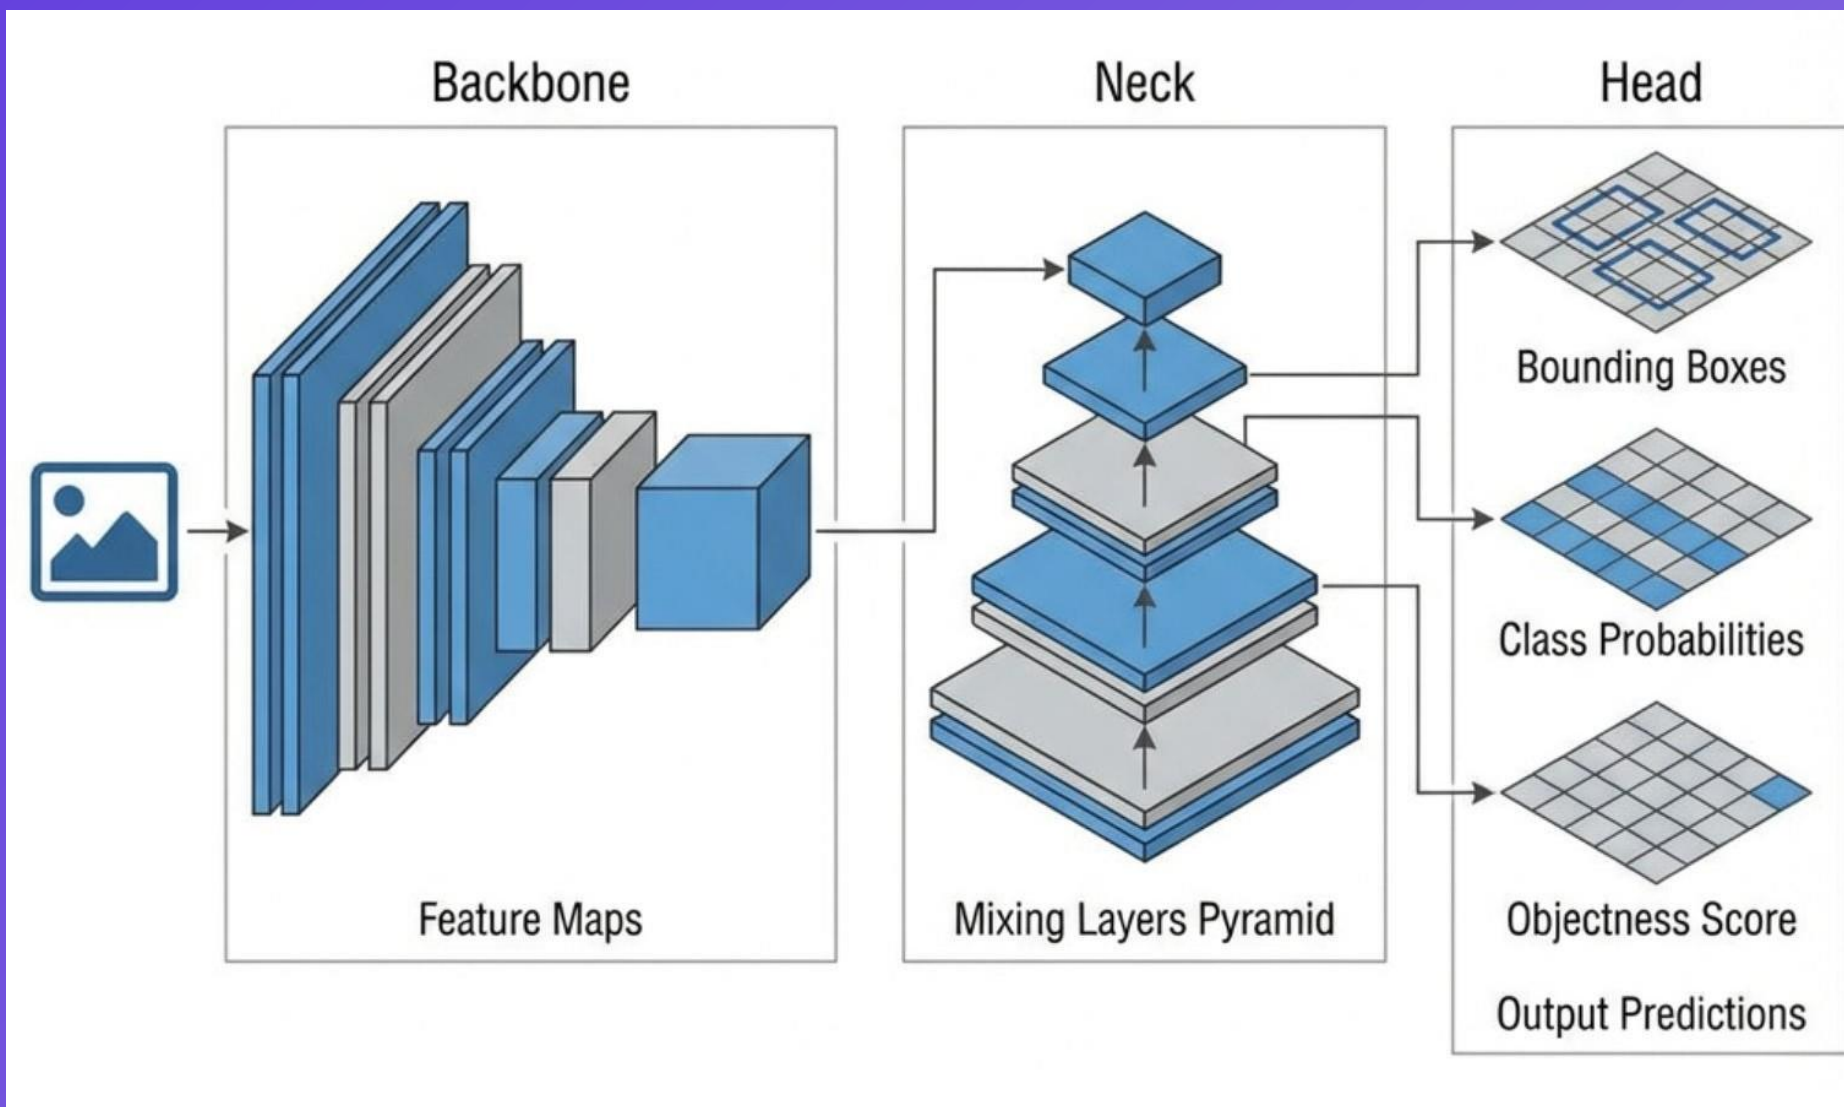 Backbone
Neck
Head
Feature Maps
Mixing Layers Pyramid
Bounding Boxes
Class Probabilities
Objectness Score
Output Predictions